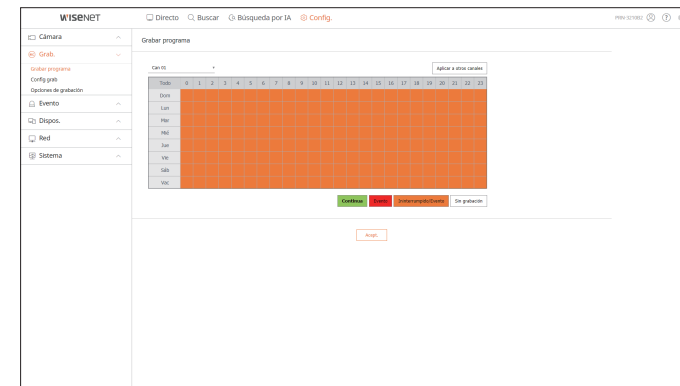 WISENET
Directo Buscar Búsqueda por IA Config.
Cámara
Grab.
Grabar programa
Config grab
Opciones de grabación
Evento
Dispos.
Red
Sistema
Grabar programa
Can 01
Aplicar a otros canales
Todo 0 1 2 3 4 5 6 7 8 9 10 11 12 13 14 15 16 17 18 19 20 21 22 23
Dom
Lun
Mar
Mié
Jue
Vie
Sáb
Vac
Continua Evento Ininterrumpido/Evento Sin grabación
Acept.